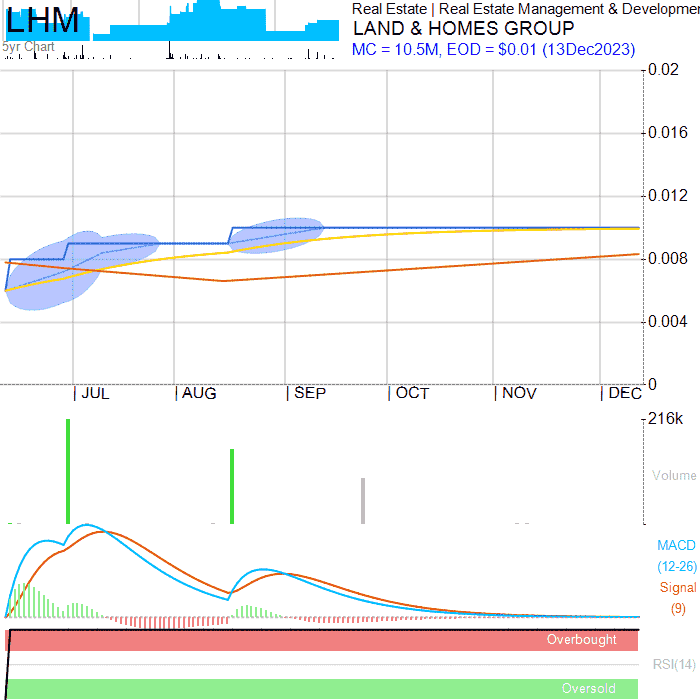 LHM
5yr Chart
Real Estate | Real Estate Management & Developmen
LAND & HOMES GROUP
MC = 10.5M, EOD = $0.01 (13Dec2023)
0.02
0.016
0.012
0.008
0.004
0
| JUL | AUG | SEP | OCT | NOV | DEC
216k
Volume
MACD
(12-26)
Signal
(9)
Overbought
RSI(14)
Oversold